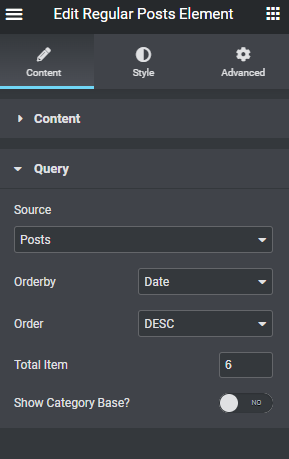 Edit Regular Posts Element
Content Style Advanced
Content
Query
Source
Posts
Orderby Date
Order DESC
Total Item 6
Show Category Base? NO